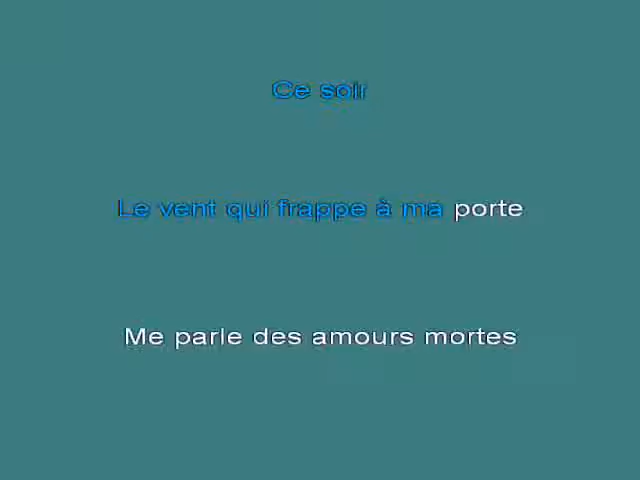 Ce soir
Le vent qui frappe à ma porte
Me parle des amours mortes